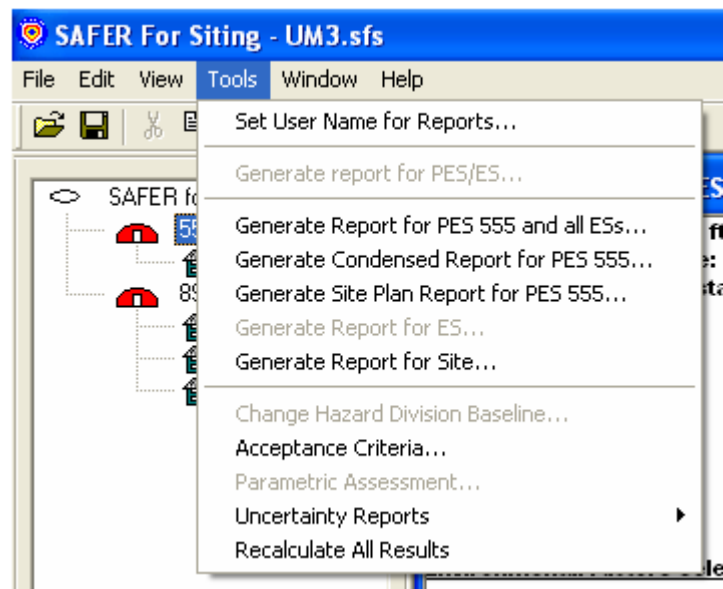 SAFER For Siting - UM3.sfs
File Edit View Tools Window Help
Set User Name for Reports...
Generate report for PES/ES...
SAFER
Generate Report for PES 555 and all ESs...
Generate Condensed Report for PES 555...
Generate Site Plan Report for PES 555...
Generate Report for ES...
Generate Report for Site...
Change Hazard Division Baseline...
Acceptance Criteria...
Parametric Assessment...
Uncertainty Reports
Recalculate All Results